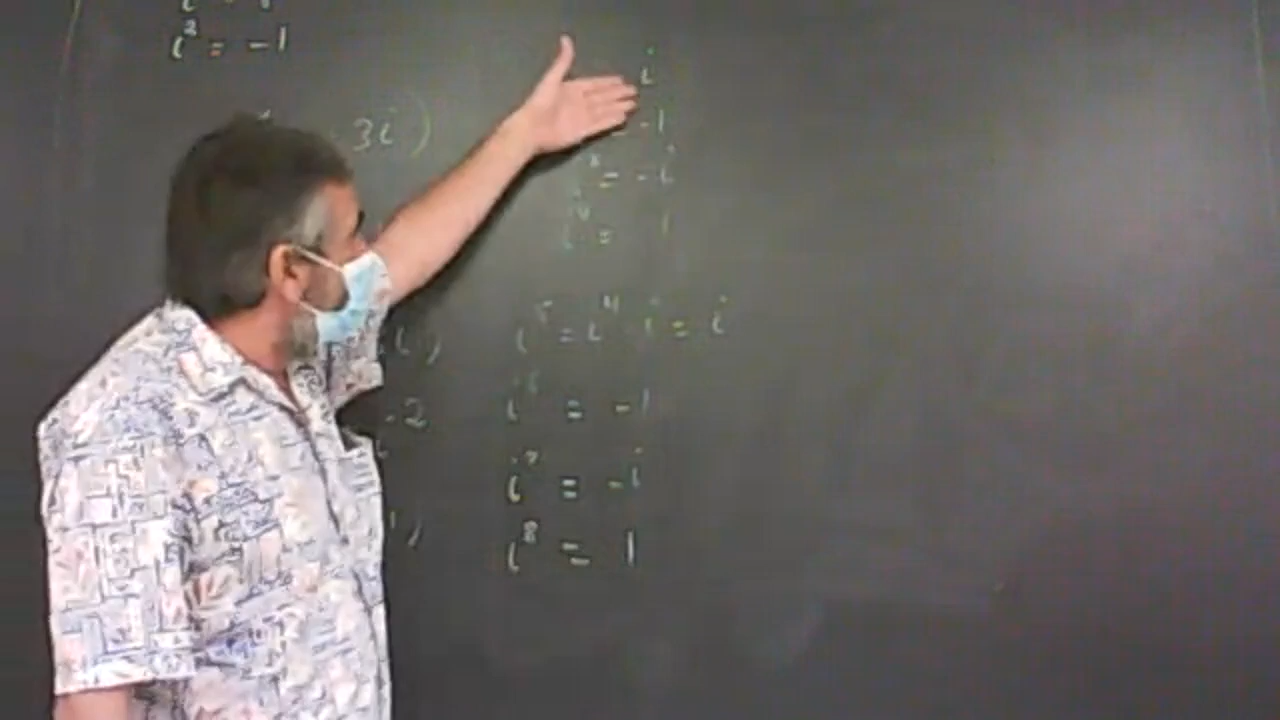 i² = -1
3i)
i
= -1
i³ = -i
i⁴ = 1
i⁵ = i⁴ · i = i
-2
i⁶ = -1
i⁷ = -i
i⁸ = 1